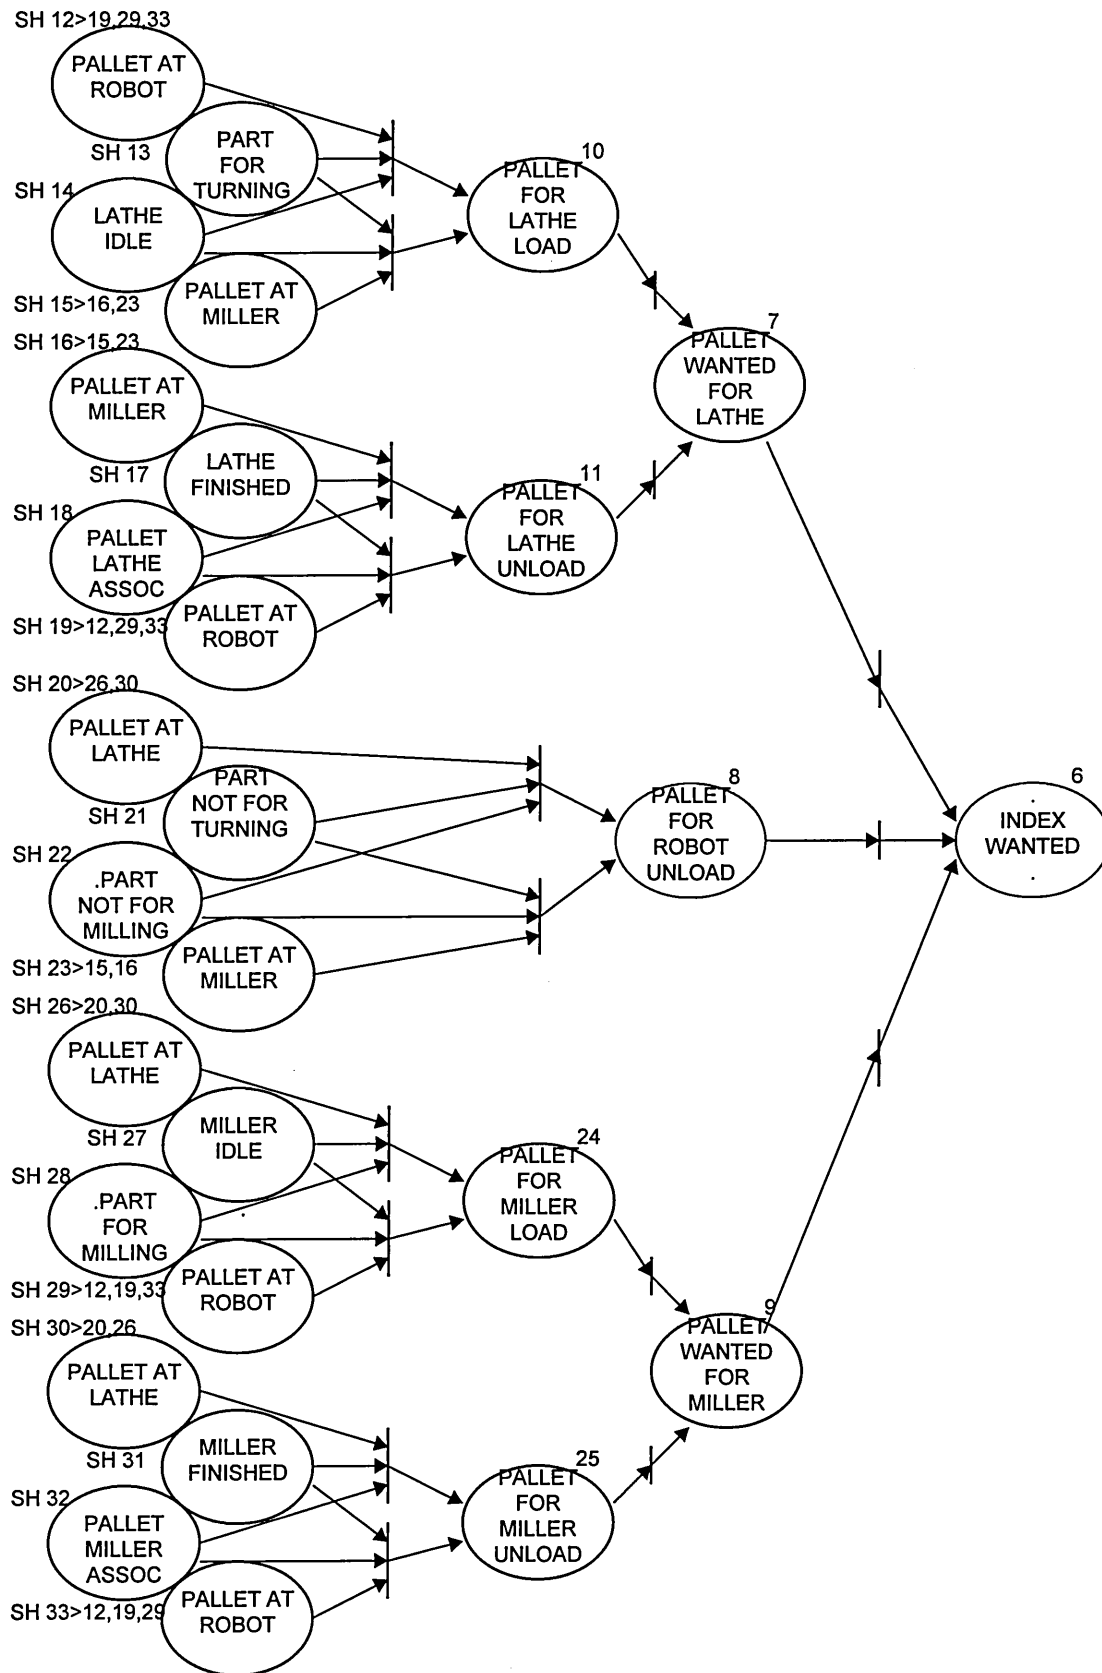 SH 12>19,29,33
PALLET AT
ROBOT
SH 13
PART
FOR
TURNING
SH 14
LATHE
IDLE
SH 15>16,23
PALLET AT
MILLER
10
PALLET
FOR
LATHE
LOAD
SH 16>15,23
PALLET AT
MILLER
SH 17
LATHE
FINISHED
SH 18
PALLET
LATHE
ASSOC
SH 19>12,29,33
PALLET AT
ROBOT
11
PALLET
FOR
LATHE
UNLOAD
7
PALLET
WANTED
FOR
LATHE
SH 20>26,30
PALLET AT
LATHE
SH 21
PART
NOT FOR
TURNING
SH 22
.PART
NOT FOR
MILLING
SH 23>15,16
PALLET AT
MILLER
8
PALLET
FOR
ROBOT
UNLOAD
6
INDEX
WANTED
SH 26>20,30
PALLET AT
LATHE
SH 27
MILLER
IDLE
SH 28
.PART
FOR
MILLING
SH 29>12,19,33
PALLET AT
ROBOT
24
PALLET
FOR
MILLER
LOAD
SH 30>20,26
PALLET AT
LATHE
SH 31
MILLER
FINISHED
SH 32
PALLET
MILLER
ASSOC
SH 33>12,19,29
PALLET AT
ROBOT
25
PALLET
FOR
MILLER
UNLOAD
9
PALLET
WANTED
FOR
MILLER